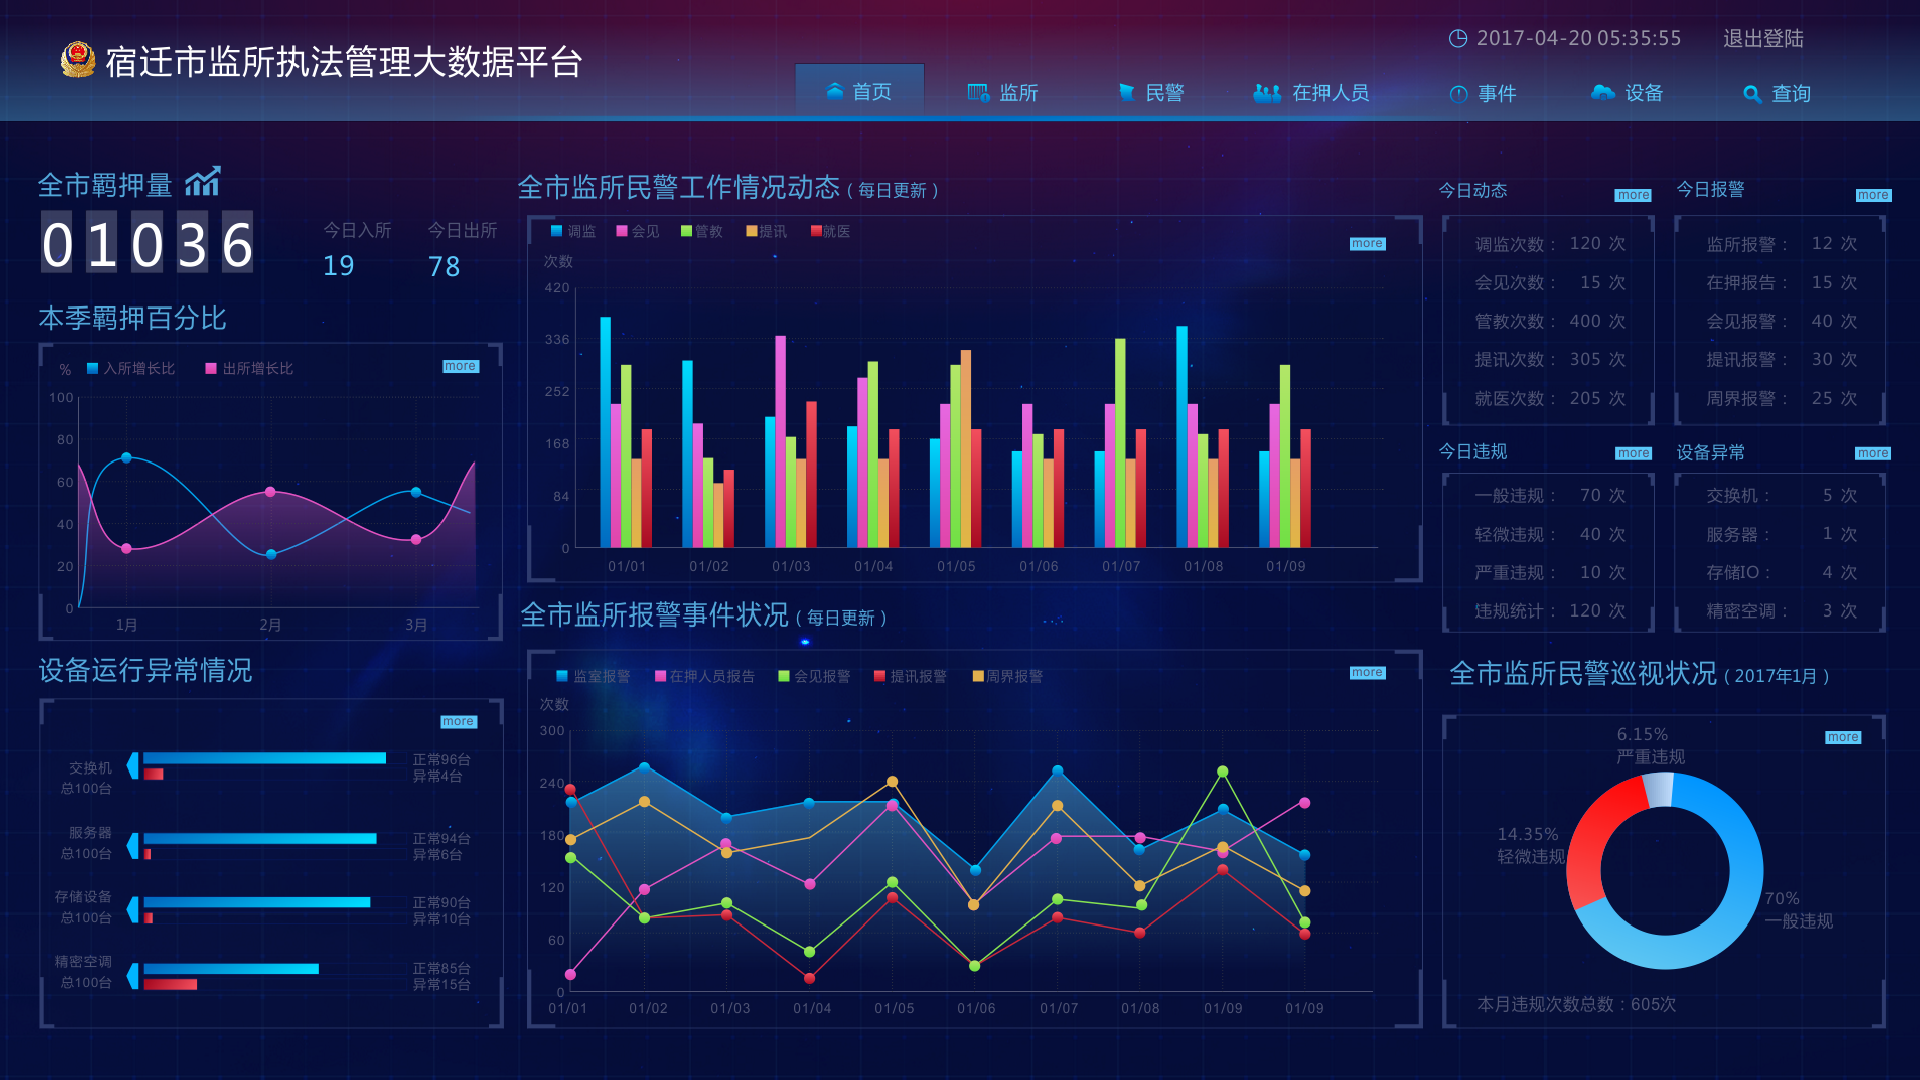 宿迁市监所执法管理大数据平台
2017-04-20 05:35:55 退出登陆
首页 监所 民警 在押人员 事件 设备 查询
全市羁押量
01036
今日入所 今日出所
19 78
本季羁押百分比
% 入所增长比 出所增长比 more
100
80
60
40
20
0
1月 2月 3月
设备运行异常情况
more
交换机 总100台 正常96台 异常4台
服务器 总100台 正常94台 异常6台
存储设备 总100台 正常90台 异常10台
精密空调 总100台 正常85台 异常15台
全市监所民警工作情况动态 ( 每日更新 )
调监 会见 管教 提讯 就医
more
次数
420
336
252
168
84
0
01/01 01/02 01/03 01/04 01/05 01/06 01/07 01/08 01/09
全市监所报警事件状况 ( 每日更新 )
监室报警 在押人员报告 会见报警 提讯报警 周界报警
more
次数
300
240
180
120
60
0
01/01 01/02 01/03 01/04 01/05 01/06 01/07 01/08 01/09 01/09
今日动态 more
调监次数： 120 次
会见次数： 15 次
管教次数： 400 次
提讯次数： 305 次
就医次数： 205 次
今日报警 more
监所报警： 12 次
在押报告： 15 次
会见报警： 40 次
提讯报警： 30 次
周界报警： 25 次
今日违规 more
一般违规： 70 次
轻微违规： 40 次
严重违规： 10 次
违规统计： 120 次
设备异常 more
交换机： 5 次
服务器： 1 次
存储IO： 4 次
精密空调： 3 次
全市监所民警巡视状况 ( 2017年1月 )
more
6.15%
严重违规
14.35%
轻微违规
70%
一般违规
本月违规次数总数：605次